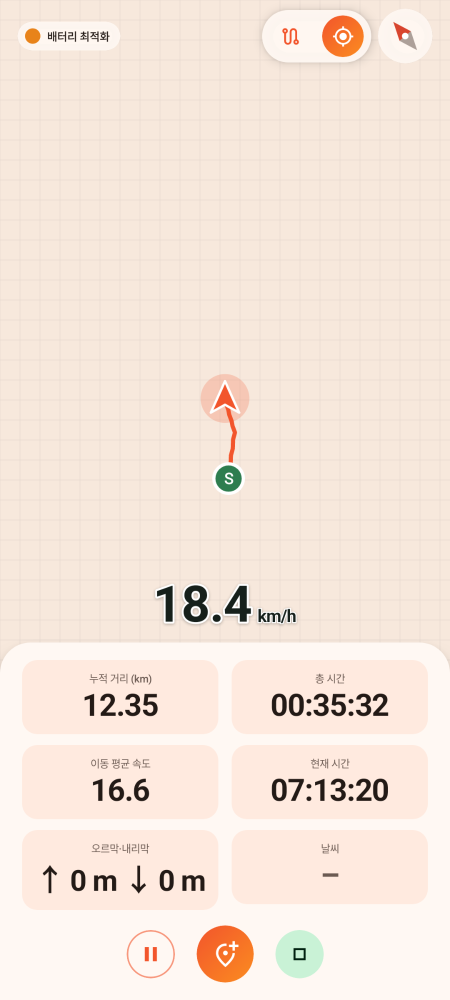 배터리 최적화
S
18.4 km/h
누적 거리 (km)
12.35
총 시간
00:35:32
이동 평균 속도
16.6
현재 시간
07:13:20
오르막·내리막
↑ 0 m ↓ 0 m
날씨
–